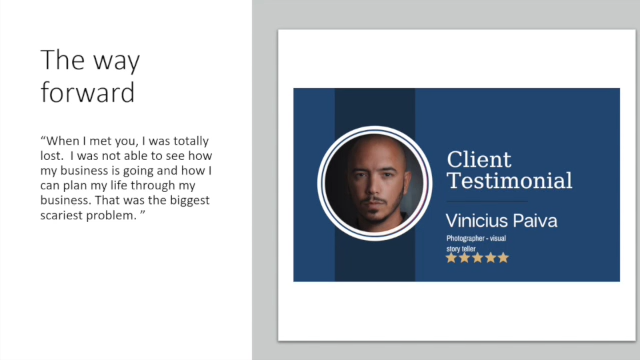 The way
forward
“When I met you, I was totally
lost.  I was not able to see how
my business is going and how I
can plan my life through my
business. That was the biggest
scariest problem. ”
Client
Testimonial
Vinicius Paiva
Photographer - visual
story teller